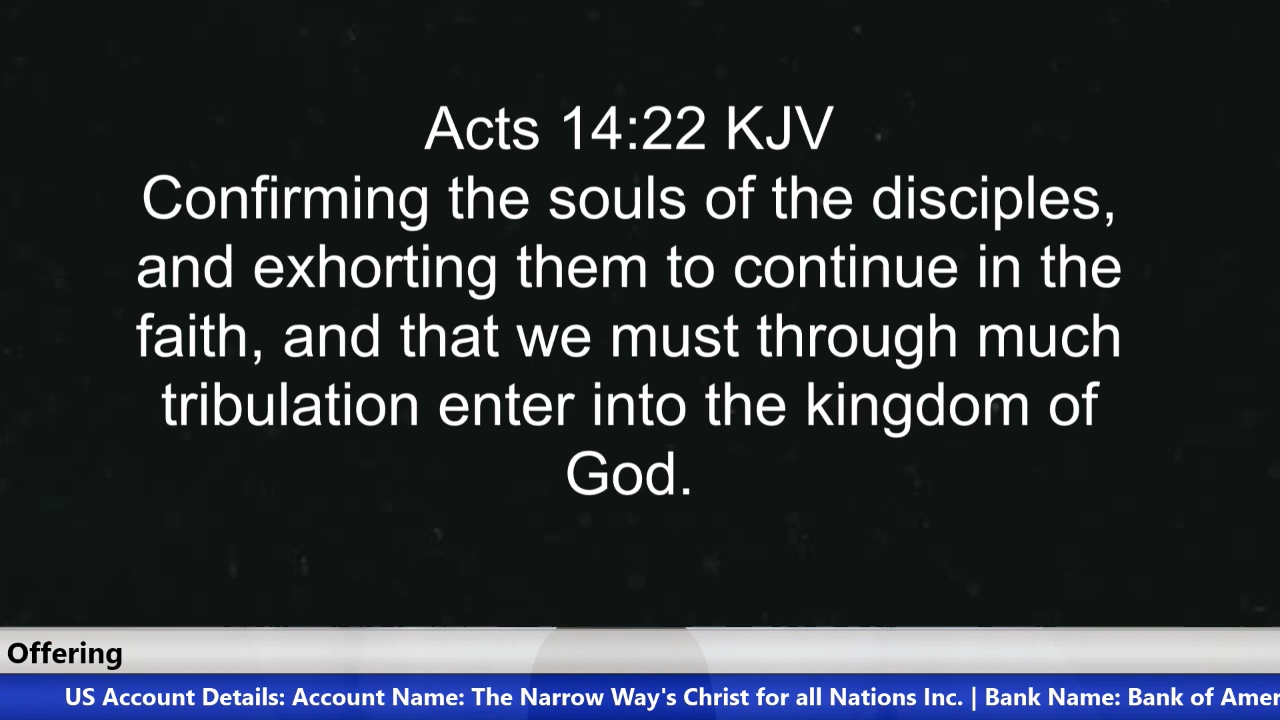 Acts 14:22 KJV
Confirming the souls of the disciples,
and exhorting them to continue in the
faith, and that we must through much
tribulation enter into the kingdom of
God.
Offering
US Account Details: Account Name: The Narrow Way's Christ for all Nations Inc. | Bank Name: Bank of Amer